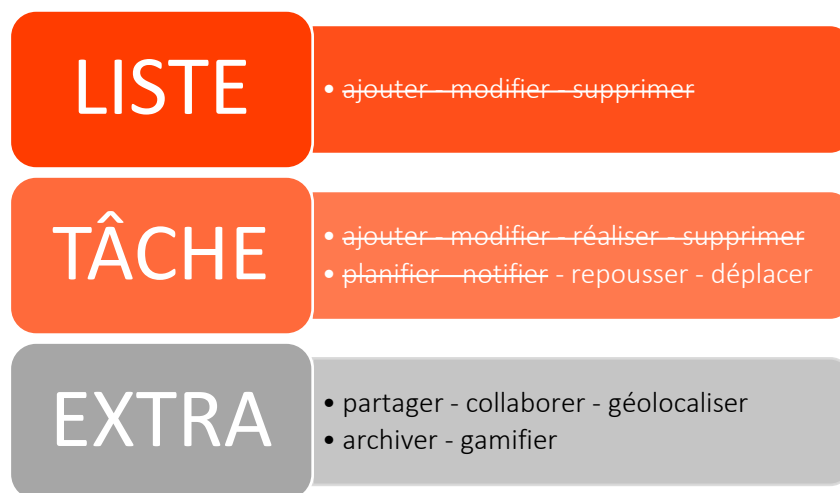 LISTE
• ajouter - modifier - supprimer
TÂCHE
• ajouter - modifier - réaliser - supprimer
• planifier - notifier - repousser - déplacer
EXTRA
• partager - collaborer - géolocaliser
• archiver - gamifier